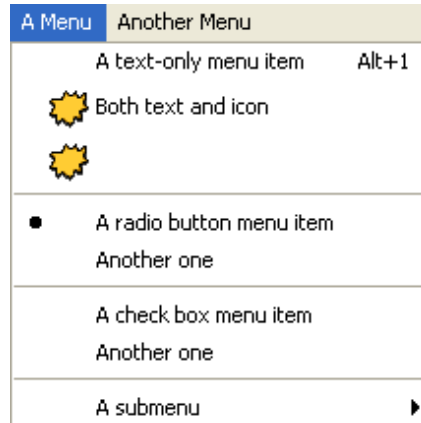 A Menu Another Menu
A text-only menu item Alt+1
Both text and icon
A radio button menu item
Another one
A check box menu item
Another one
A submenu